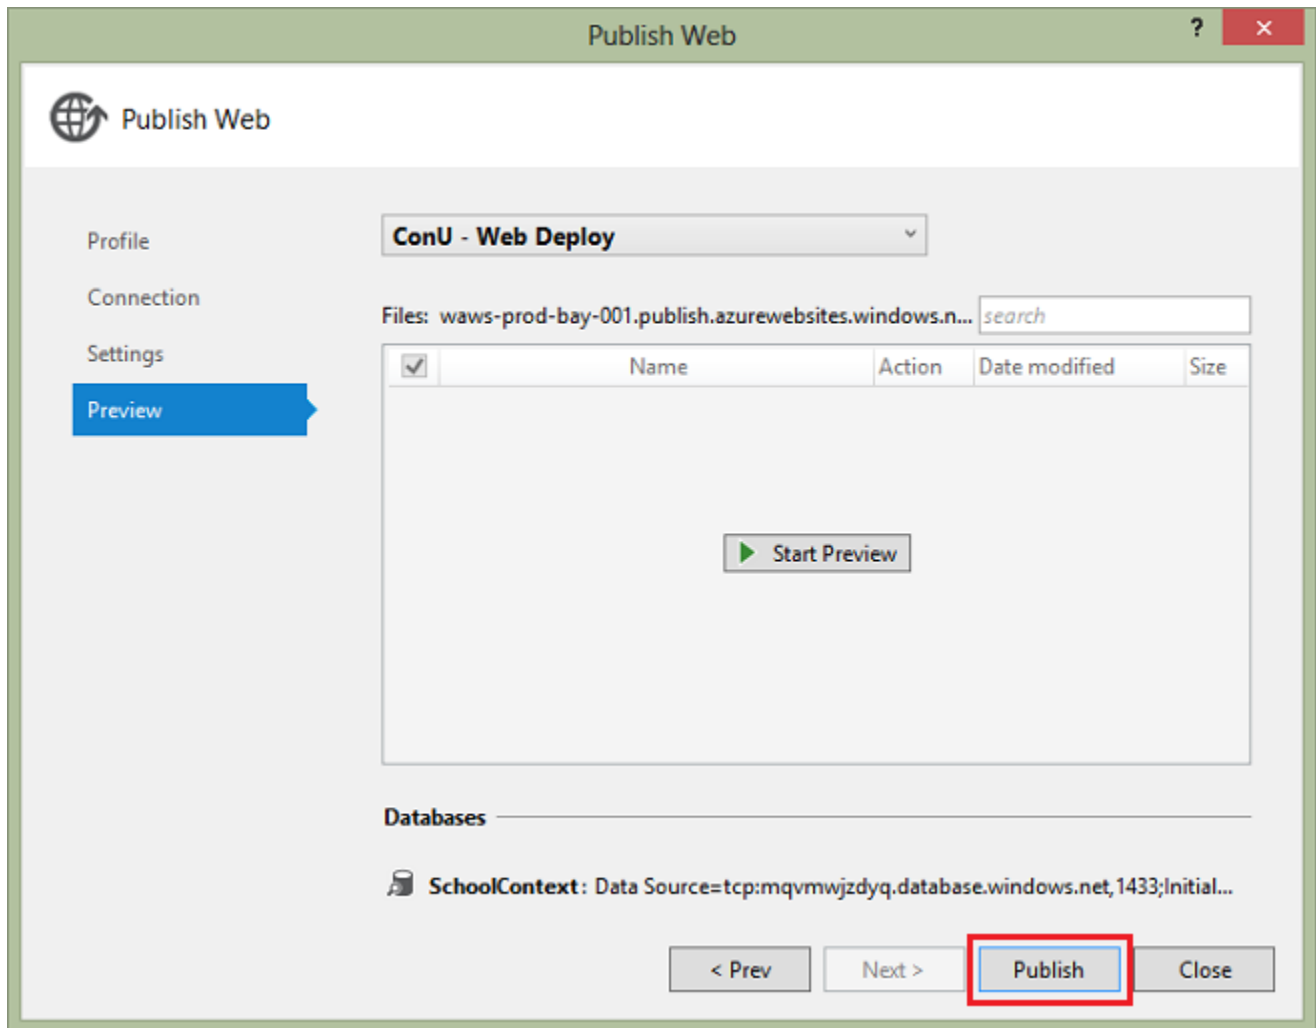 Publish Web
?
Publish Web
Profile
Connection
Settings
Preview
ConU - Web Deploy
Files: waws-prod-bay-001.publish.azurewebsites.windows.n... search
Name Action Date modified Size
Start Preview
Databases
SchoolContext: Data Source=tcp:mqvmwjzdyq.database.windows.net,1433;Initial...
< Prev Next > Publish Close